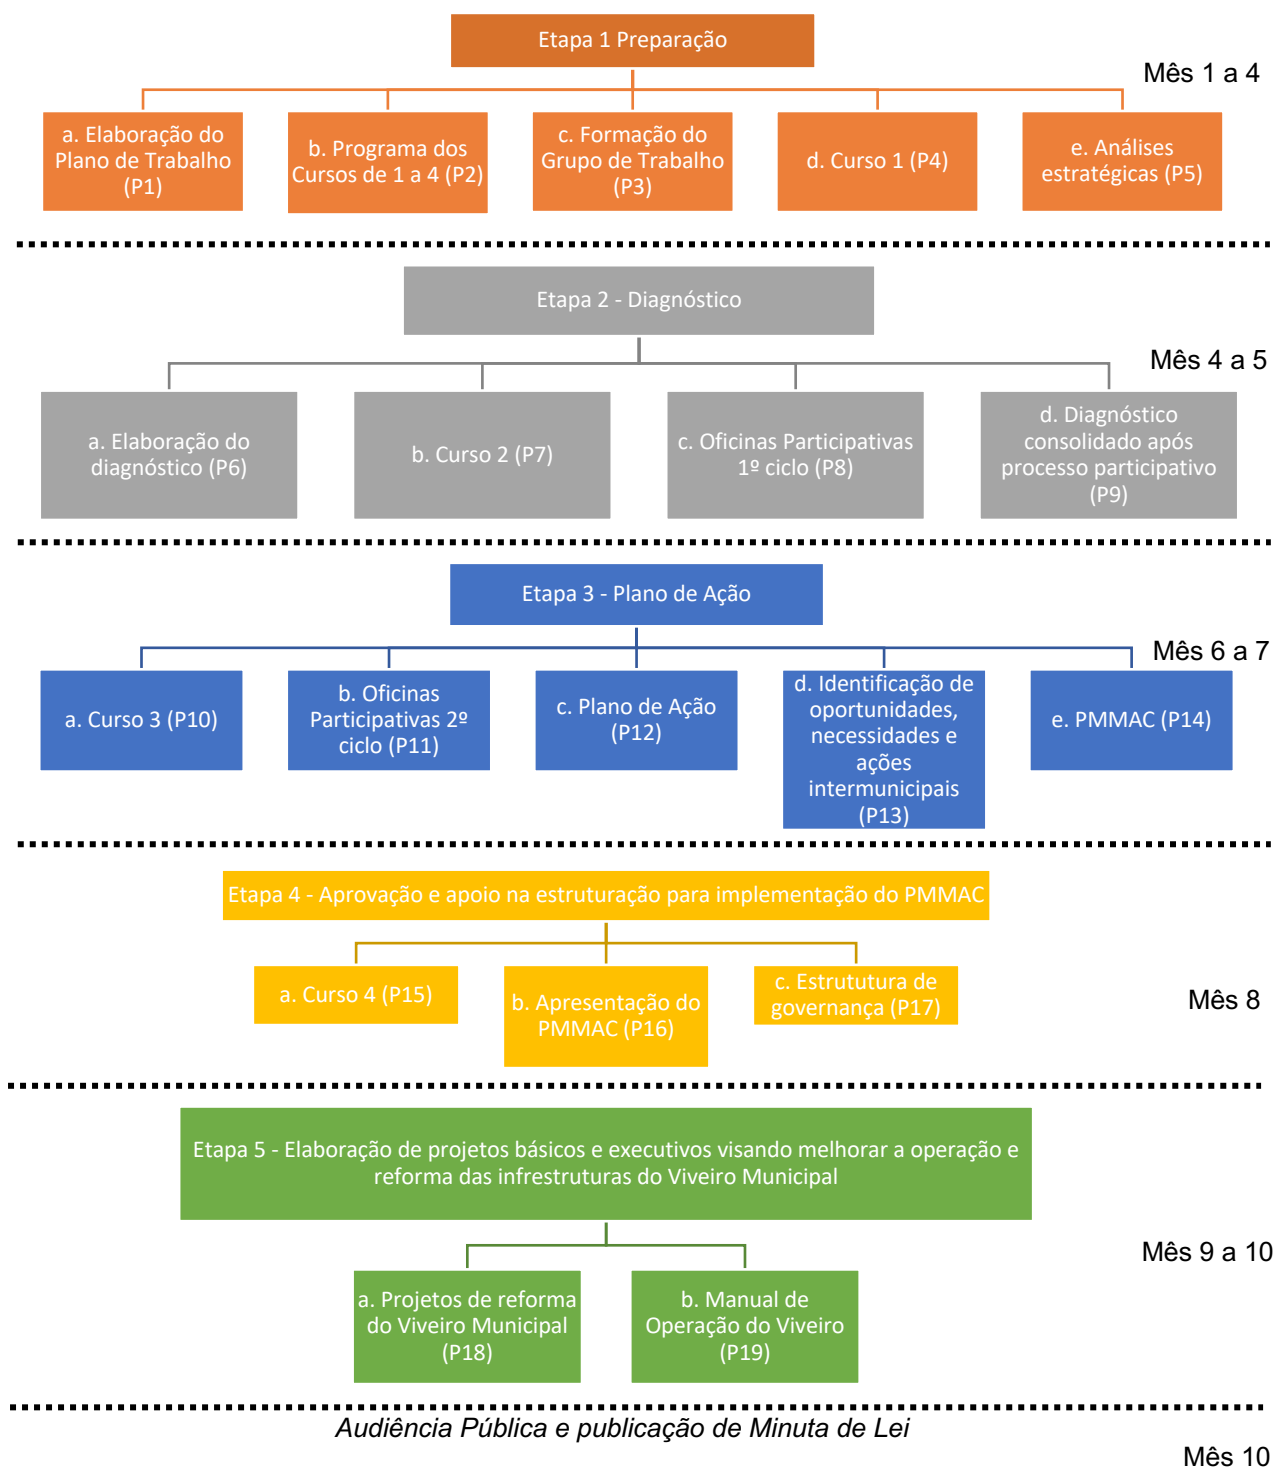 Etapa 1 Preparação
Mês 1 a 4
a. Elaboração do
Plano de Trabalho
(P1)
b. Programa dos
Cursos de 1 a 4 (P2)
c. Formação do
Grupo de Trabalho
(P3)
d. Curso 1 (P4)
e. Análises
estratégicas (P5)
Etapa 2 - Diagnóstico
Mês 4 a 5
a. Elaboração do
diagnóstico (P6)
b. Curso 2 (P7)
c. Oficinas Participativas
1º ciclo (P8)
d. Diagnóstico
consolidado após
processo participativo
(P9)
Etapa 3 - Plano de Ação
Mês 6 a 7
a. Curso 3 (P10)
b. Oficinas
Participativas 2º
ciclo (P11)
c. Plano de Ação
(P12)
d. Identificação de
oportunidades,
necessidades e
ações
intermunicipais
(P13)
e. PMMAC (P14)
Etapa 4 - Aprovação e apoio na estruturação para implementação do PMMAC
a. Curso 4 (P15)
b. Apresentação do
PMMAC (P16)
c. Estrututura de
governança (P17)
Mês 8
Etapa 5 - Elaboração de projetos básicos e executivos visando melhorar a operação e
reforma das infrestruturas do Viveiro Municipal
Mês 9 a 10
a. Projetos de reforma
do Viveiro Municipal
(P18)
b. Manual de
Operação do Viveiro
(P19)
Audiência Pública e publicação de Minuta de Lei
Mês 10